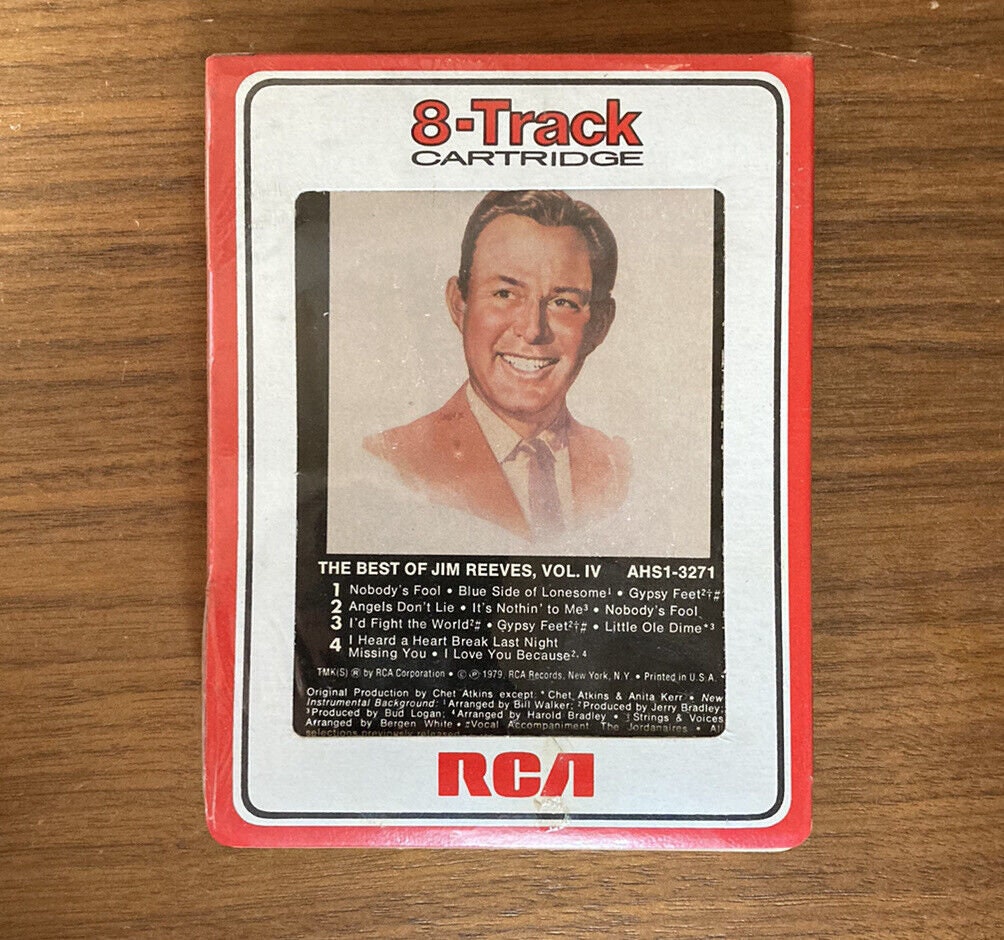 8-Track
CARTRIDGE
THE BEST OF JIM REEVES, VOL. IV AHS1-3271
1 Nobody's Fool • Blue Side of Lonesome¹ • Gypsy Feet²†#
2 Angels Don't Lie • It's Nothin' to Me³ • Nobody's Fool
3 I'd Fight the World²# • Gypsy Feet²†# • Little Ole Dime*³
4 I Heard a Heart Break Last Night
Missing You • I Love You Because²,⁴
TMK(S) ® by RCA Corporation • © ℗ 1979, RCA Records, New York, N.Y. • Printed in U.S.A.
Original Production by Chet Atkins except: *Chet Atkins & Anita Kerr • New
Instrumental Background: ¹Arranged by Bill Walker; ²Produced by Jerry Bradley;
³Produced by Bud Logan; ⁴Arranged by Harold Bradley • †Strings & Voices
Arranged by Bergen White • #Vocal Accompaniment The Jordanaires • All
selections previously released
RCA